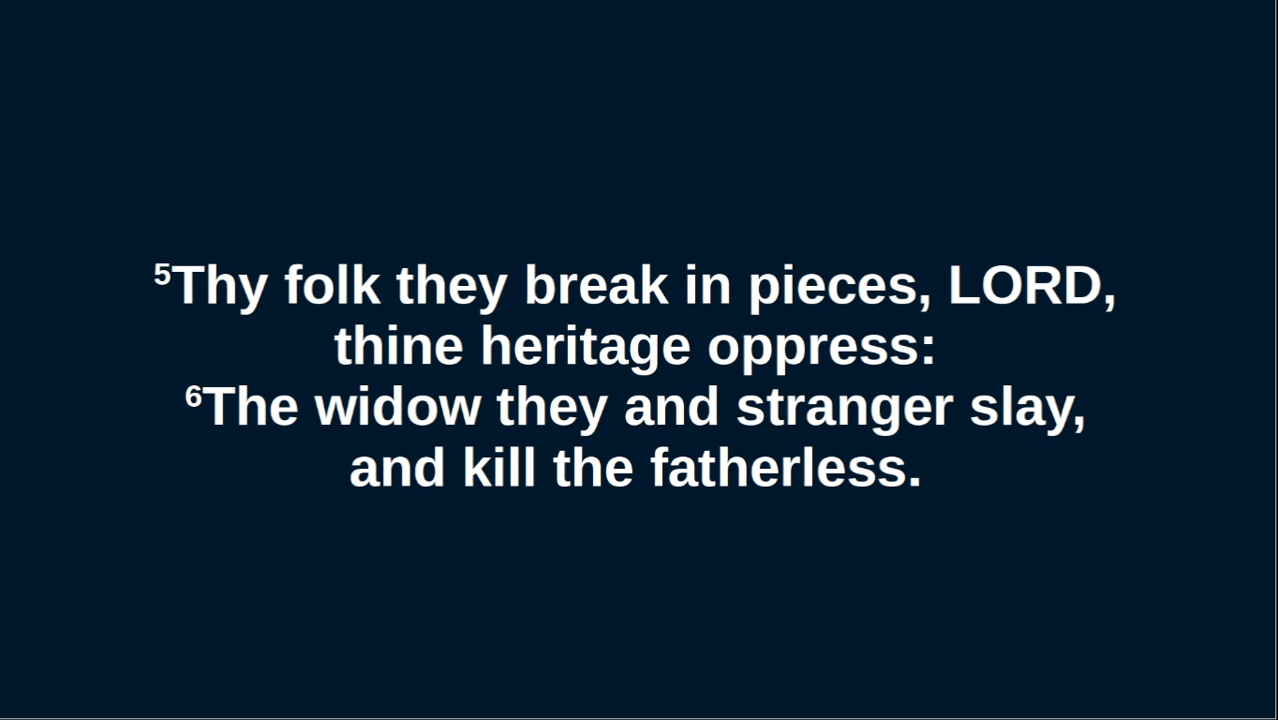 ⁵Thy folk they break in pieces, LORD,
thine heritage oppress:
⁶The widow they and stranger slay,
and kill the fatherless.